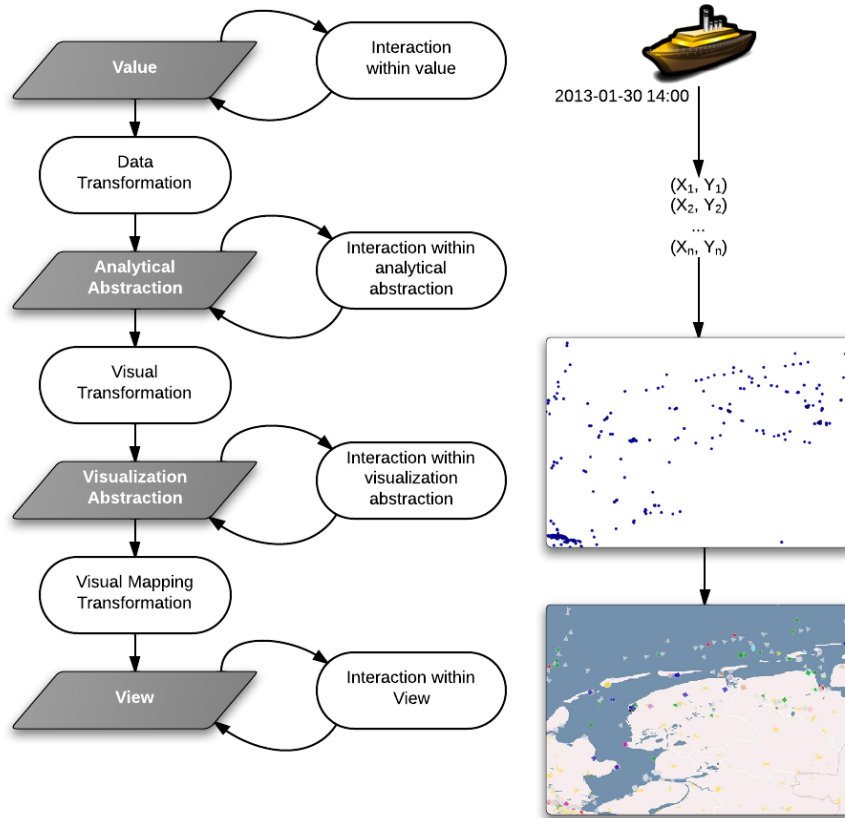 Value
Interaction
within value
Data
Transformation
Analytical
Abstraction
Interaction within
analytical
abstraction
Visual
Transformation
Visualization
Abstraction
Interaction within
visualization
abstraction
Visual Mapping
Transformation
View
Interaction within
View
2013-01-30 14:00
(X₁, Y₁)
(X₂, Y₂)
...
(Xₙ, Yₙ)